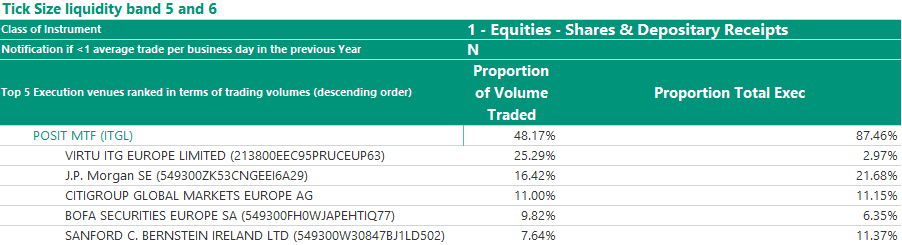 Tick Size liquidity band 5 and 6
Class of Instrument 1 - Equities - Shares & Depositary Receipts
Notification if <1 average trade per business day in the previous Year N
Top 5 Execution venues ranked in terms of trading volumes (descending order) Proportion of Volume Traded Proportion Total Exec
POSIT MTF (ITGL) 48.17% 87.46%
VIRTU ITG EUROPE LIMITED (213800EEC95PRUCEUP63) 25.29% 2.97%
J.P. Morgan SE (549300ZK53CNGEEI6A29) 16.42% 21.68%
CITIGROUP GLOBAL MARKETS EUROPE AG 11.00% 11.15%
BOFA SECURITIES EUROPE SA (549300FH0WJAPEHTIQ77) 9.82% 6.35%
SANFORD C. BERNSTEIN IRELAND LTD (549300W30847BJ1LD502) 7.64% 11.37%